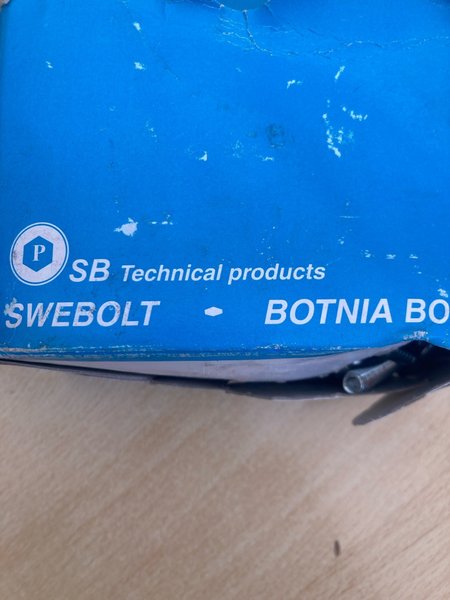 P
SB Technical products
SWEBOLT - BOTNIA BO